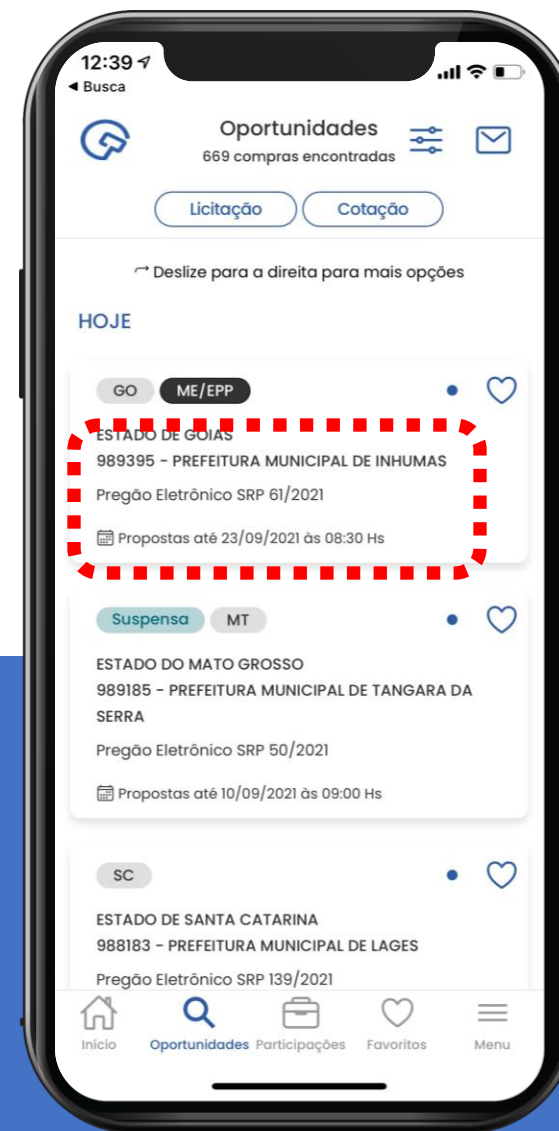 12:39
Busca
Oportunidades
669 compras encontradas
Licitação Cotação
Deslize para a direita para mais opções
HOJE
GO ME/EPP
ESTADO DE GOIAS
989395 - PREFEITURA MUNICIPAL DE INHUMAS
Pregão Eletrônico SRP 61/2021
Propostas até 23/09/2021 às 08:30 Hs
Suspensa MT
ESTADO DO MATO GROSSO
989185 - PREFEITURA MUNICIPAL DE TANGARA DA
SERRA
Pregão Eletrônico SRP 50/2021
Propostas até 10/09/2021 às 09:00 Hs
SC
ESTADO DE SANTA CATARINA
988183 - PREFEITURA MUNICIPAL DE LAGES
Pregão Eletrônico SRP 139/2021
Início Oportunidades Participações Favoritos Menu